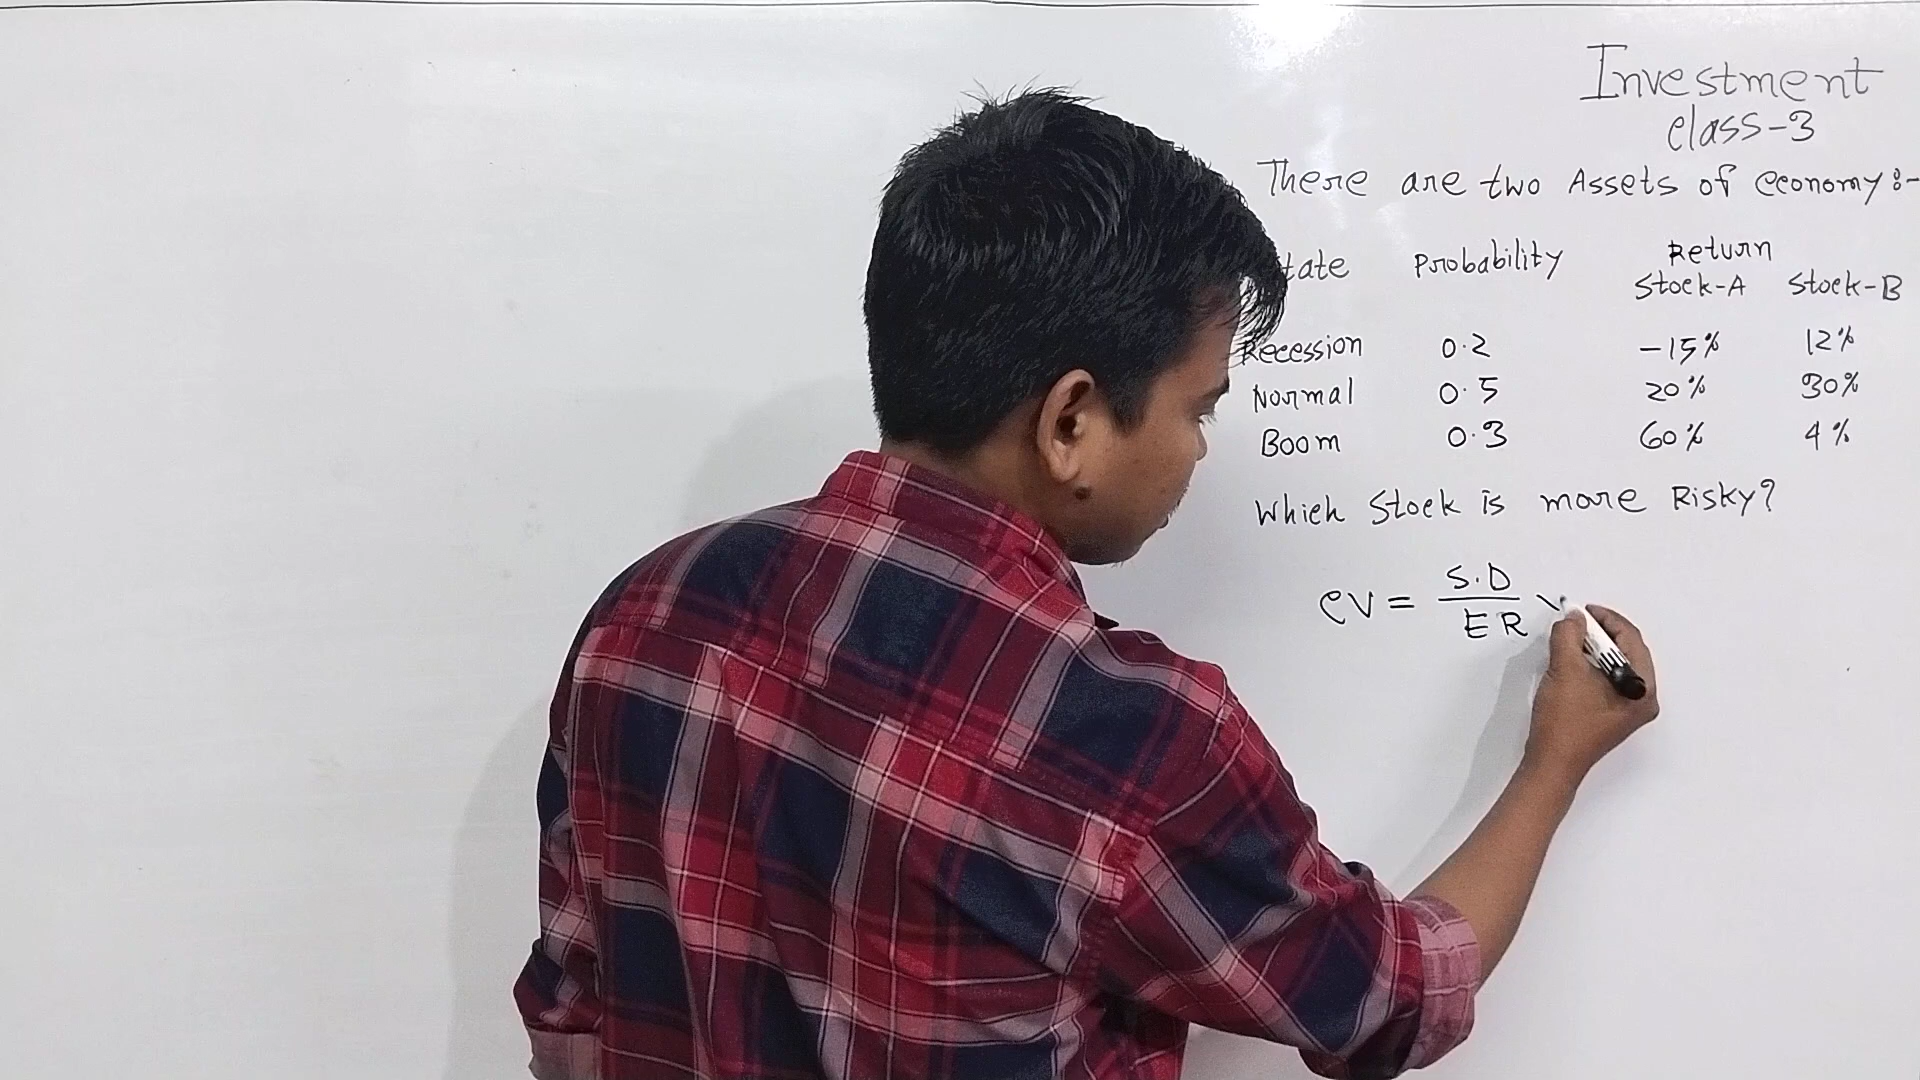 Investment
class-3
There are two Assets of economy:-
State Probability Return
Stock-A Stock-B
Recession 0.2 -15% 12%
Normal 0.5 20% 30%
Boom 0.3 60% 4%
Which Stock is more Risky?
CV = S.D
ER